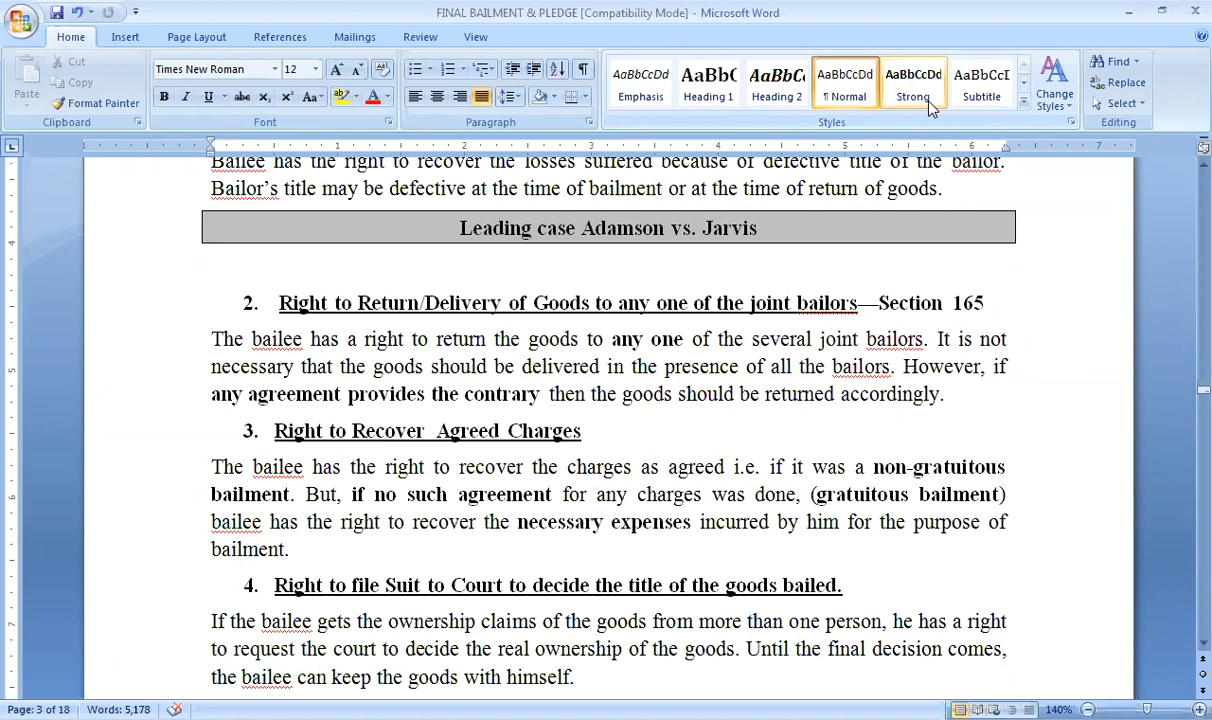 FINAL BAILMENT & PLEDGE [Compatibility Mode] - Microsoft Word
Home Insert Page Layout References Mailings Review View
Paste
Cut
Copy
Format Painter
Clipboard
Times New Roman 12
Font
Paragraph
AaBbCcDd AaBbC AaBbCc AaBbCcDd AaBbCcDd AaBbCcI
Emphasis Heading 1 Heading 2 ¶ Normal Strong Subtitle
Change Styles
Styles
Find
Replace
Select
Editing
1 2 3 4 5 6 7
Bailee has the right to recover the losses suffered because of defective title of the bailor.
Bailor's title may be defective at the time of bailment or at the time of return of goods.
Leading case Adamson vs. Jarvis
2. Right to Return/Delivery of Goods to any one of the joint bailors—Section 165
The bailee has a right to return the goods to any one of the several joint bailors. It is not
necessary that the goods should be delivered in the presence of all the bailors. However, if
any agreement provides the contrary then the goods should be returned accordingly.
3. Right to Recover Agreed Charges
The bailee has the right to recover the charges as agreed i.e. if it was a non-gratuitous
bailment. But, if no such agreement for any charges was done, (gratuitous bailment)
bailee has the right to recover the necessary expenses incurred by him for the purpose of
bailment.
4. Right to file Suit to Court to decide the title of the goods bailed.
If the bailee gets the ownership claims of the goods from more than one person, he has a right
to request the court to decide the real ownership of the goods. Until the final decision comes,
the bailee can keep the goods with himself.
Page: 3 of 18 Words: 5,178 140%